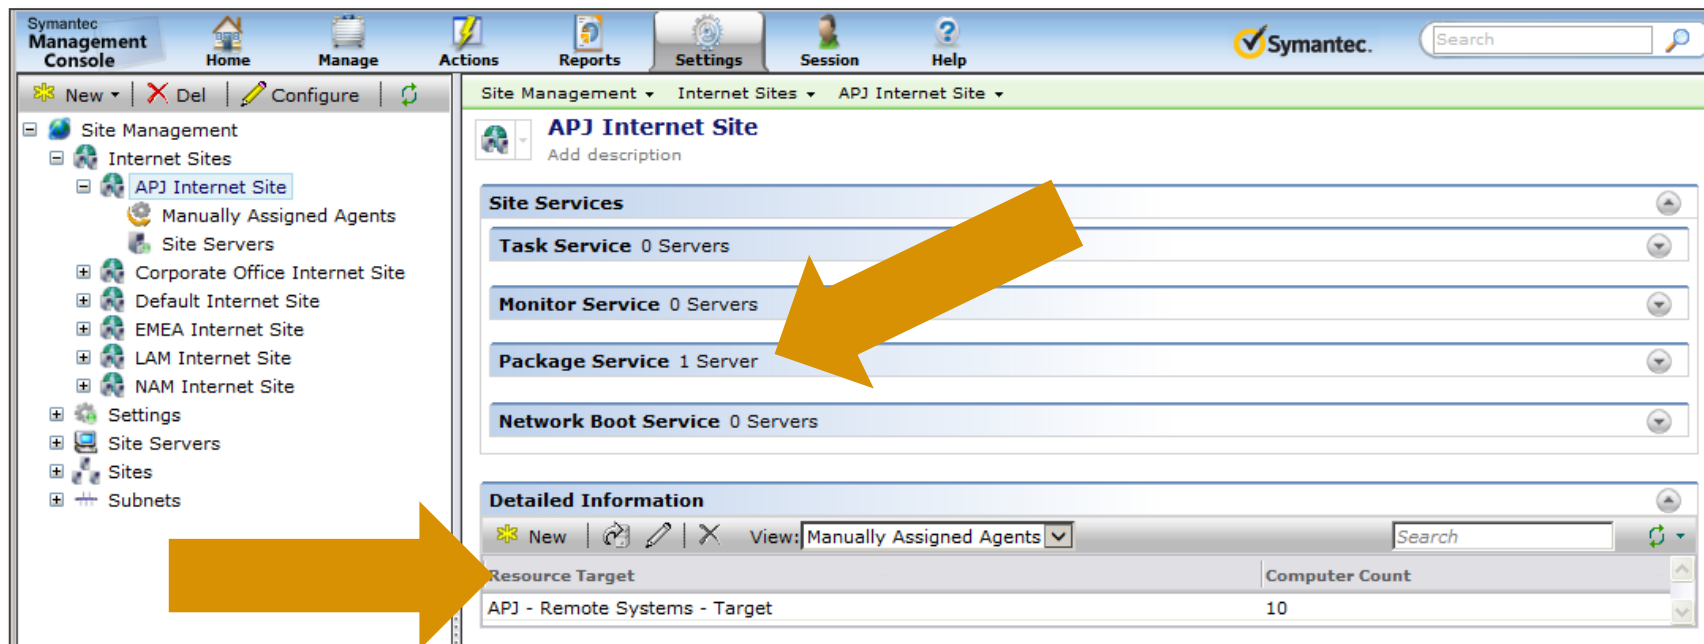 Symantec
Management
Console
Home
Manage
Actions
Reports
Settings
Session
Help
Symantec.
Search
New
Del
Configure
Site Management
Internet Sites
APJ Internet Site
Manually Assigned Agents
Site Servers
Corporate Office Internet Site
Default Internet Site
EMEA Internet Site
LAM Internet Site
NAM Internet Site
Settings
Site Servers
Sites
Subnets
Site Management Internet Sites APJ Internet Site
APJ Internet Site
Add description
Site Services
Task Service 0 Servers
Monitor Service 0 Servers
Package Service 1 Server
Network Boot Service 0 Servers
Detailed Information
New View: Manually Assigned Agents Search
Resource Target Computer Count
APJ - Remote Systems - Target 10